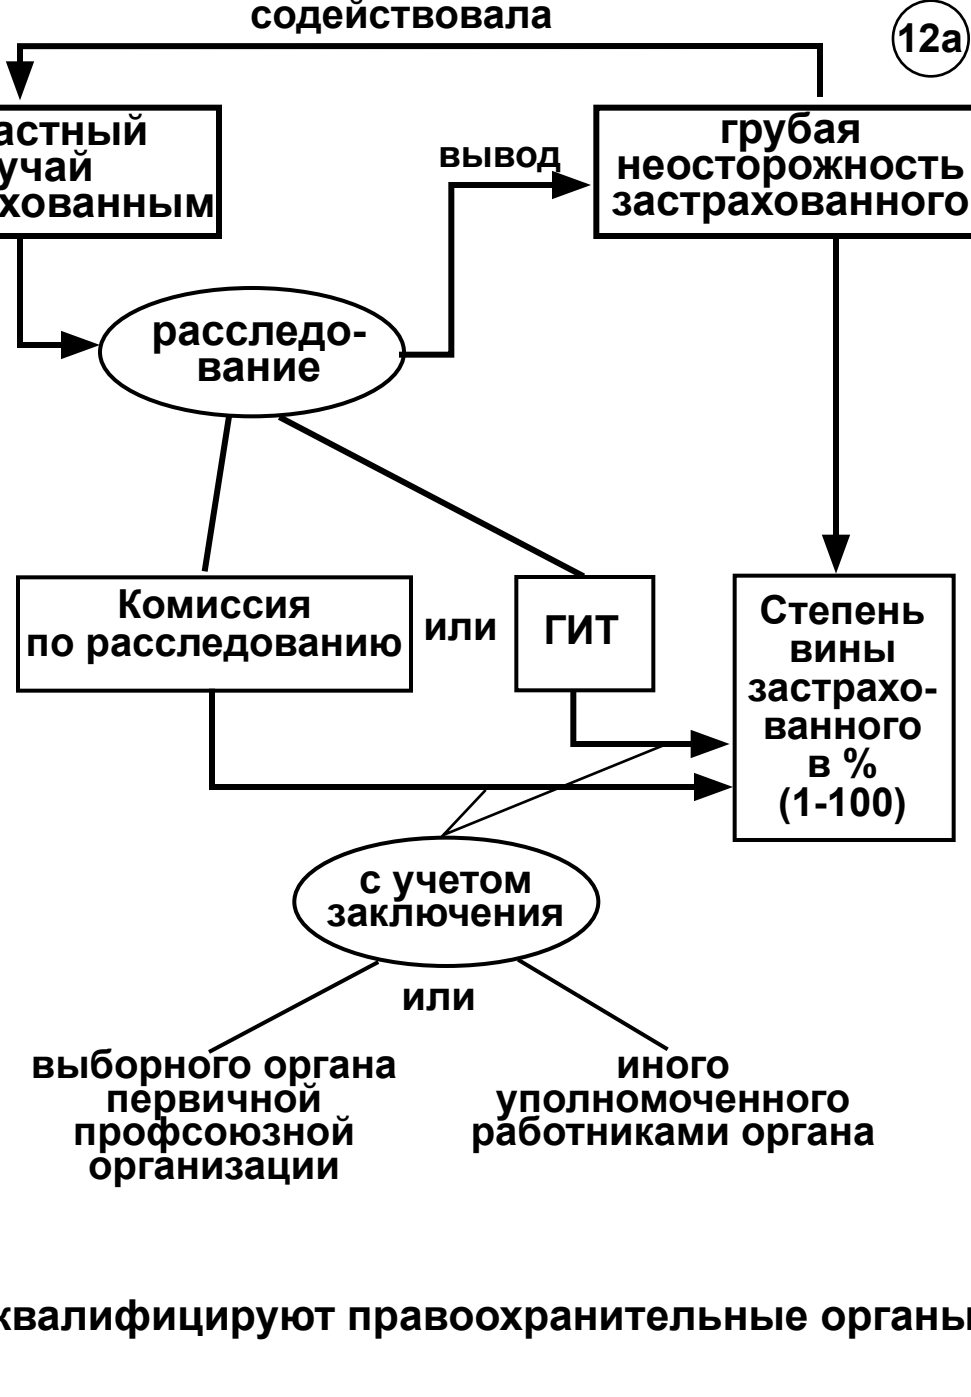 содействовала
12а
астный
учай
хованным
вывод
грубая
неосторожность
застрахованного
расследо-
вание
Комиссия
по расследованию
или
ГИТ
Степень
вины
застрахо-
ванного
в %
(1-100)
с учетом
заключения
или
выборного органа
первичной
профсоюзной
организации
иного
уполномоченного
работниками органа
квалифицируют правоохранительные органы